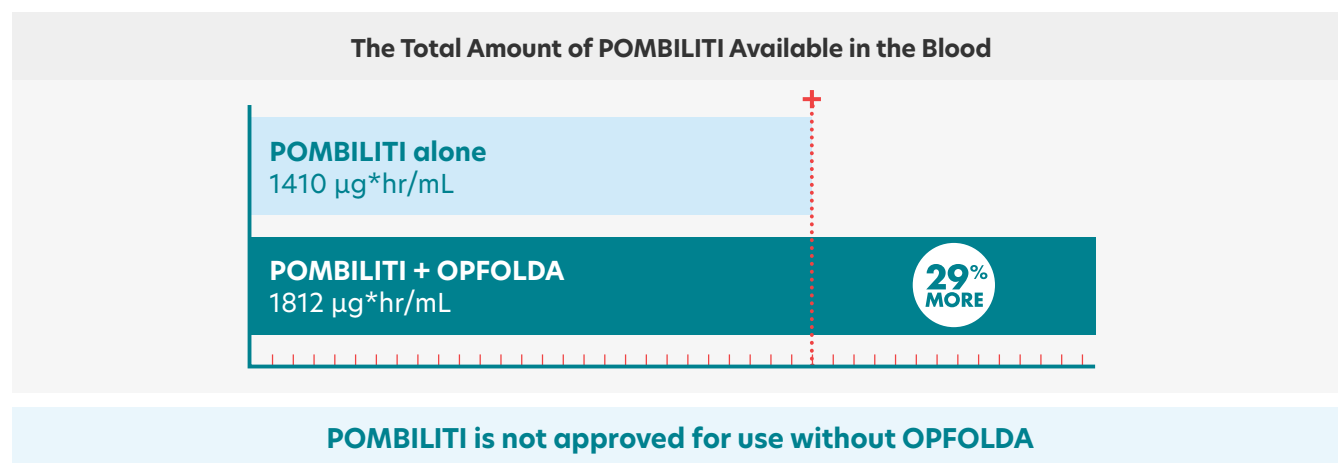 The Total Amount of POMBILITI Available in the Blood
POMBILITI alone
1410 μg*hr/mL
POMBILITI + OPFOLDA
1812 μg*hr/mL
29%
MORE
POMBILITI is not approved for use without OPFOLDA